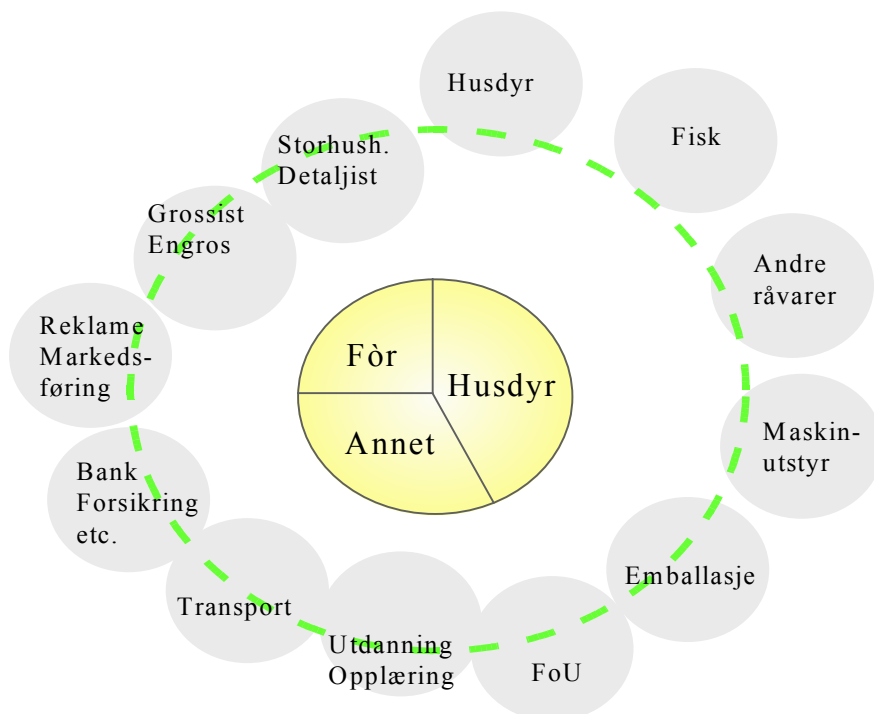 Husdyr
Fisk
Andre
råvarer
Maskin-
utstyr
Emballasje
FoU
Utdanning
Opplæring
Transport
Bank
Forsikring
etc.
Reklame
Markeds-
føring
Grossist
Engros
Storhush.
Detaljist
Fòr
Husdyr
Annet